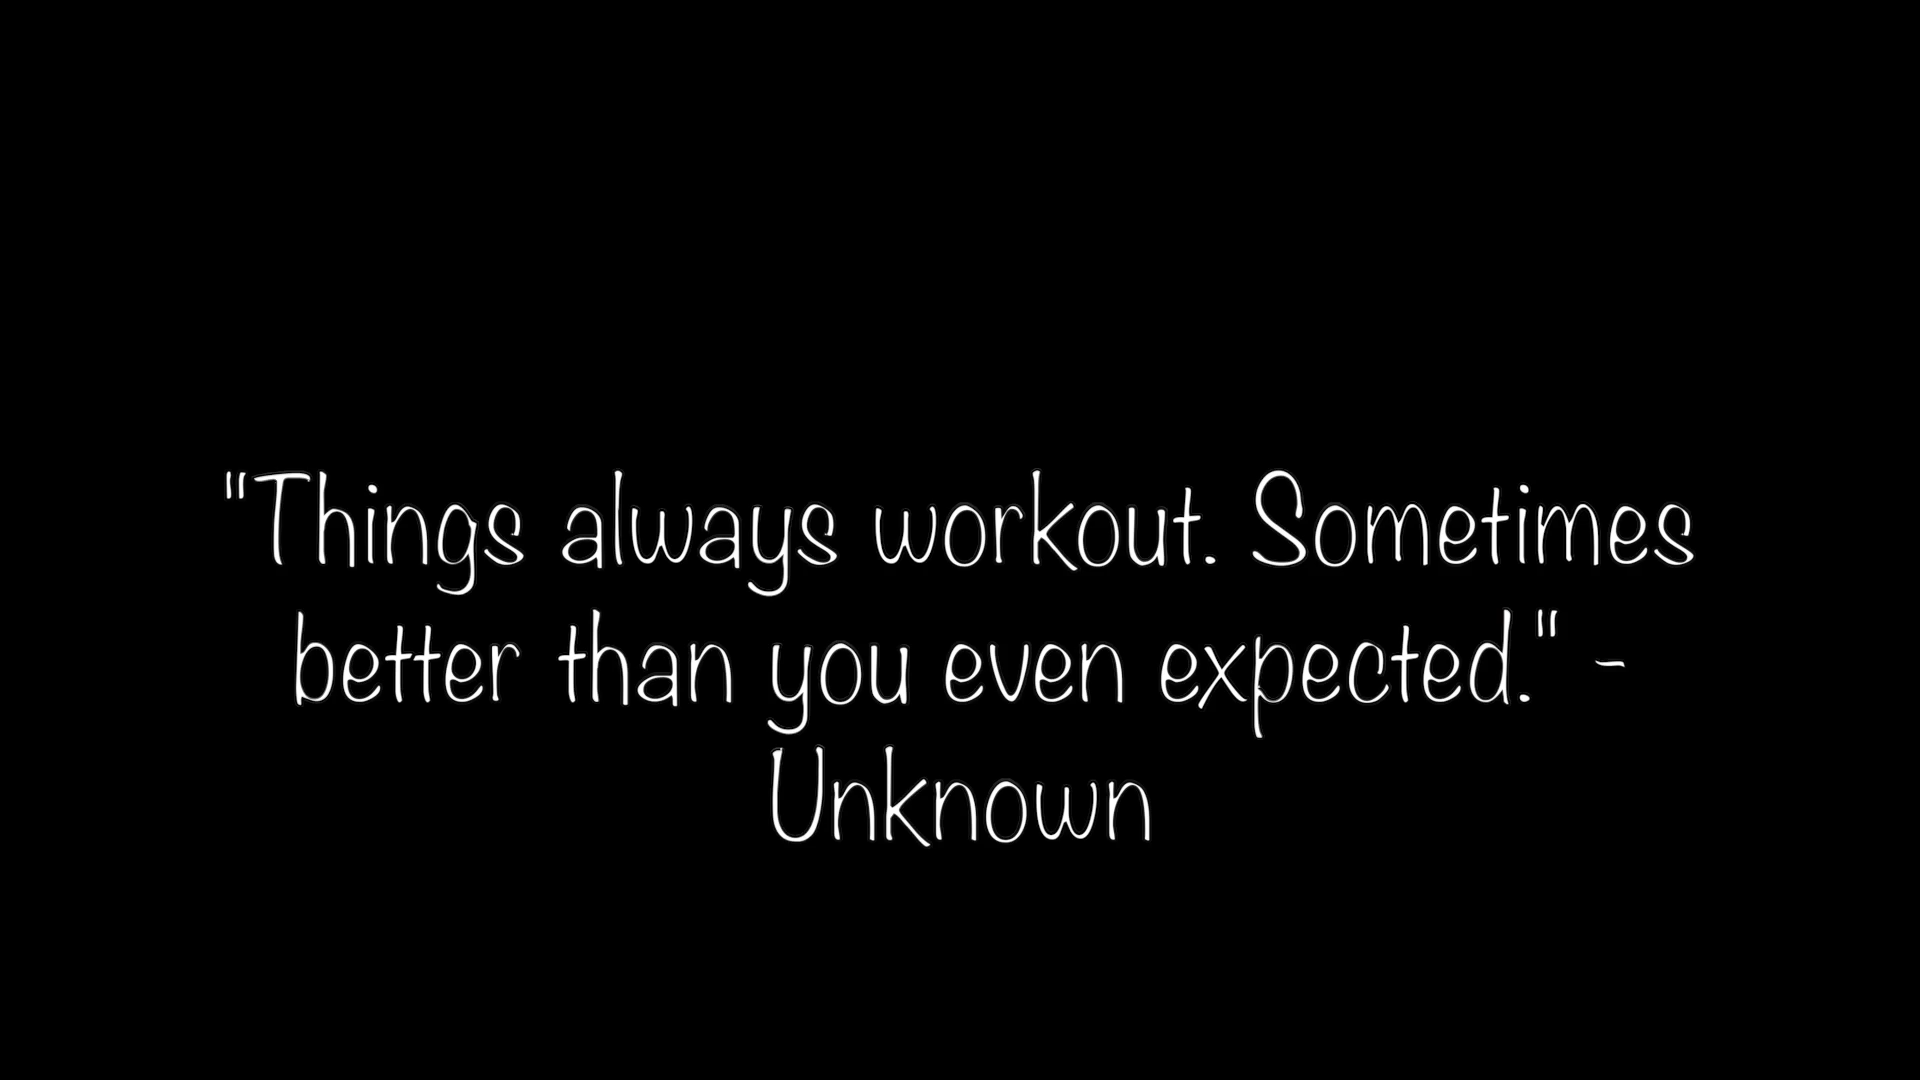 "Things always workout. Sometimes
better than you even expected." -
Unknown